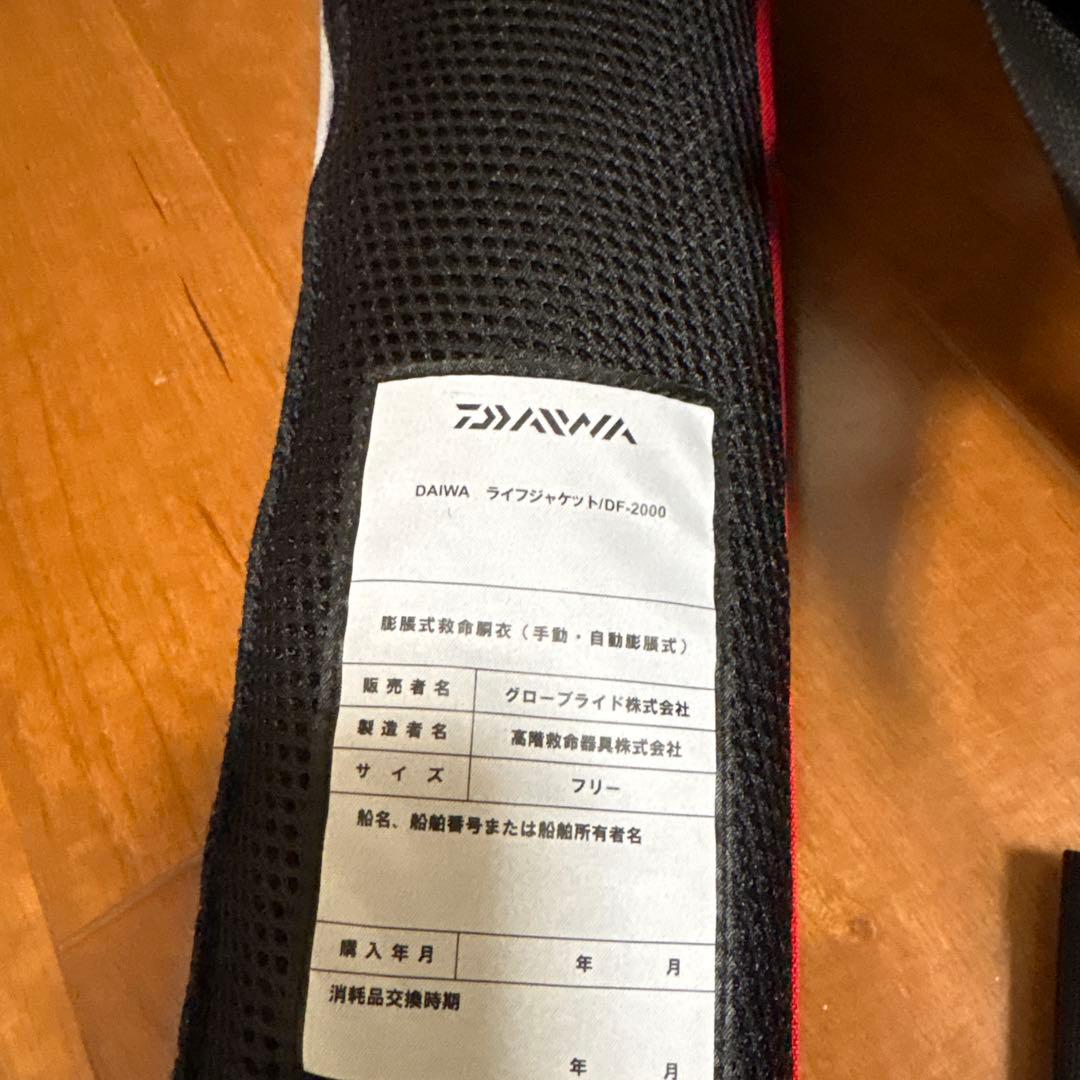 DAIWA
DAIWA ライフジャケット/DF-2000
膨脹式救命胴衣（手動・自動膨脹式）
販売者名 グローブライド株式会社
製造者名 高階救命器具株式会社
サイズ フリー
船名、船舶番号または船舶所有者名
購入年月 年 月
消耗品交換時期
年 月